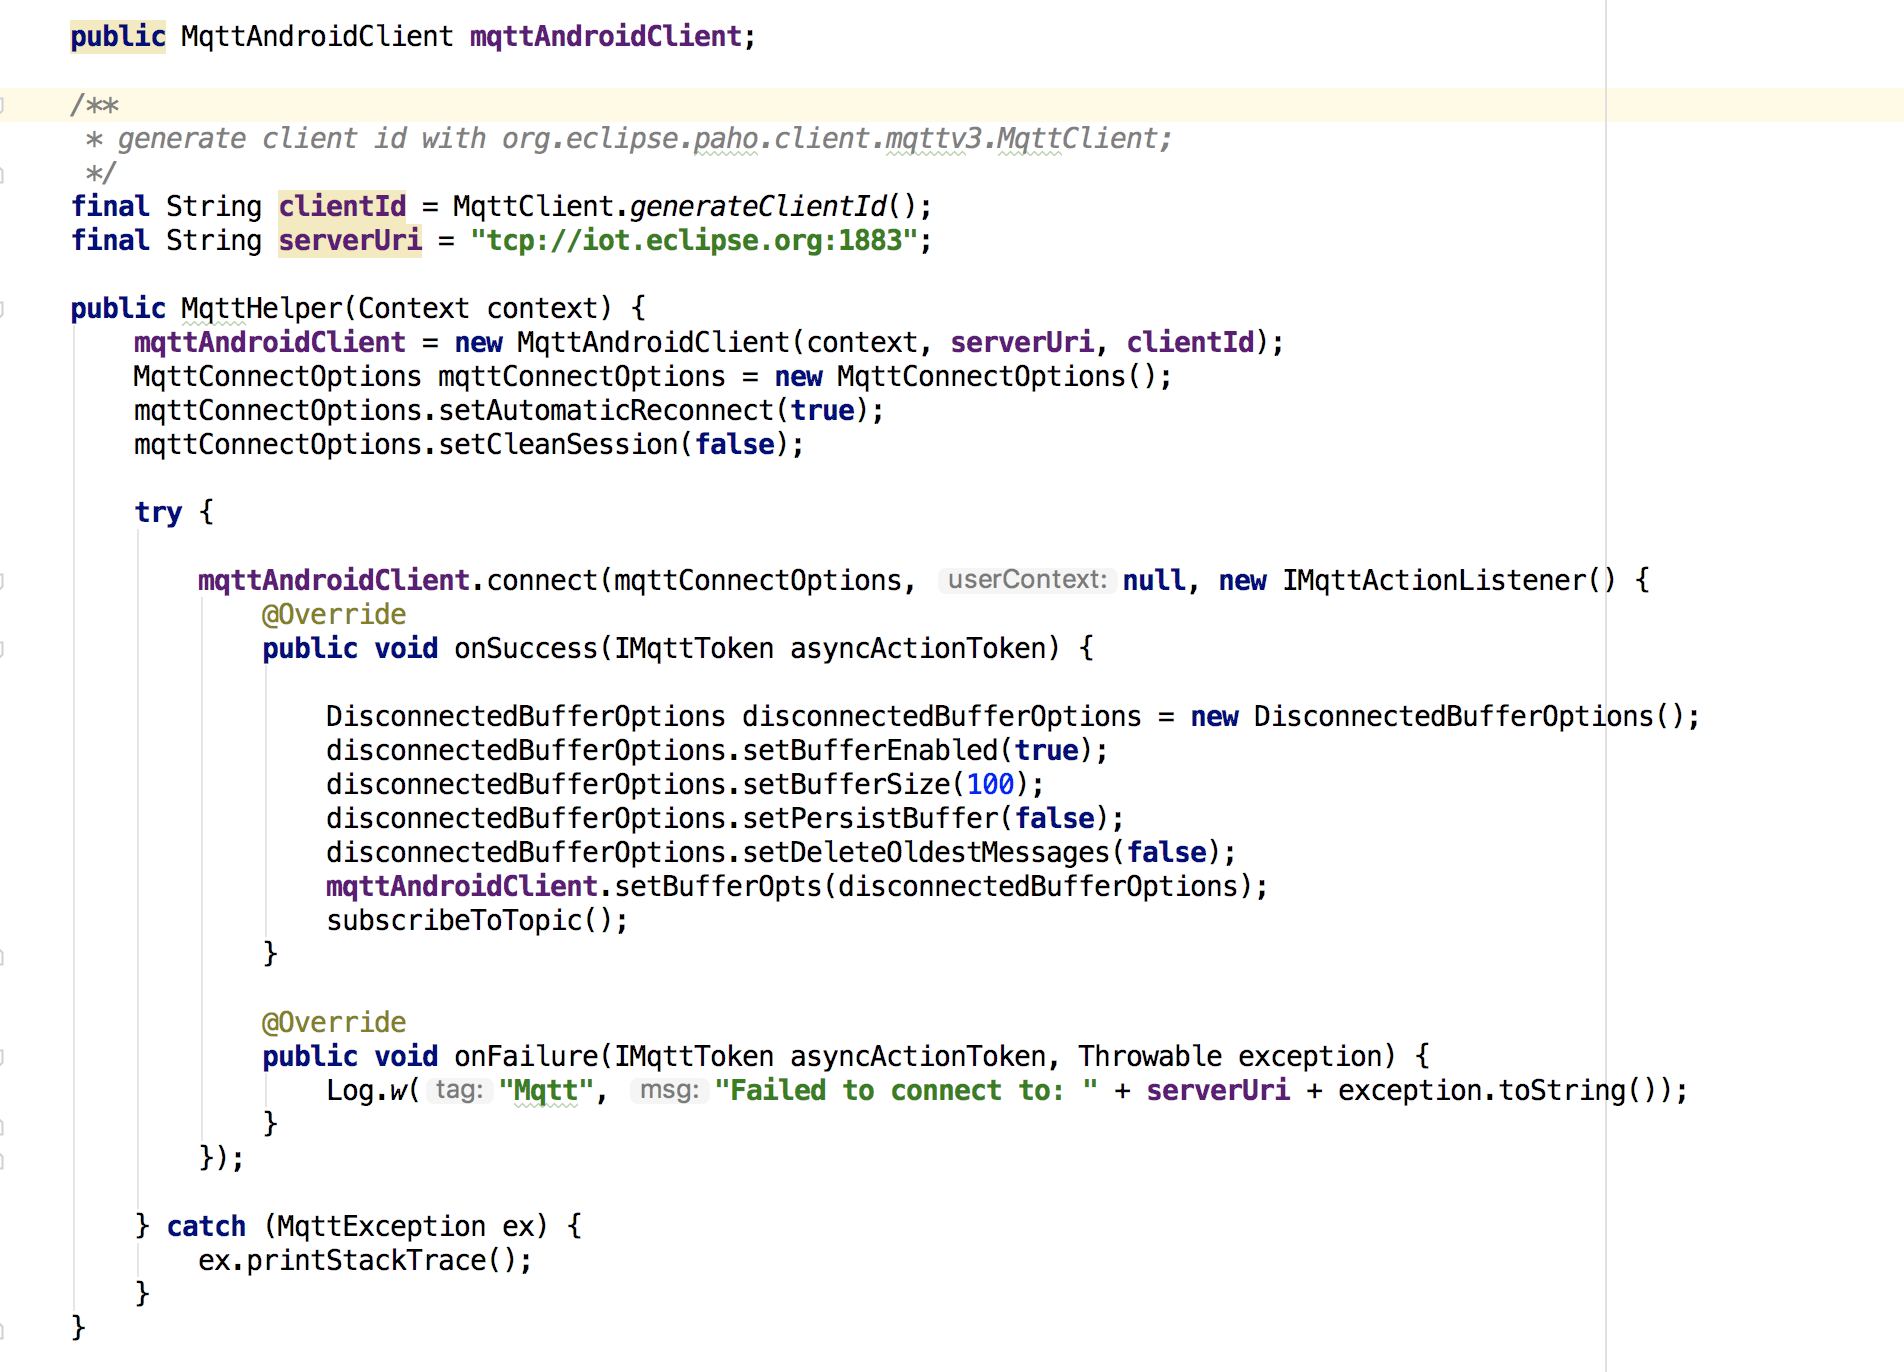 public MqttAndroidClient mqttAndroidClient;
/**
* generate client id with org.eclipse.paho.client.mqttv3.MqttClient;
*/
final String clientId = MqttClient.generateClientId();
final String serverUri = "tcp://iot.eclipse.org:1883";
public MqttHelper(Context context) {
mqttAndroidClient = new MqttAndroidClient(context, serverUri, clientId);
MqttConnectOptions mqttConnectOptions = new MqttConnectOptions();
mqttConnectOptions.setAutomaticReconnect(true);
mqttConnectOptions.setCleanSession(false);
try {
mqttAndroidClient.connect(mqttConnectOptions, userContext: null, new IMqttActionListener() {
@Override
public void onSuccess(IMqttToken asyncActionToken) {
DisconnectedBufferOptions disconnectedBufferOptions = new DisconnectedBufferOptions();
disconnectedBufferOptions.setBufferEnabled(true);
disconnectedBufferOptions.setBufferSize(100);
disconnectedBufferOptions.setPersistBuffer(false);
disconnectedBufferOptions.setDeleteOldestMessages(false);
mqttAndroidClient.setBufferOpts(disconnectedBufferOptions);
subscribeToTopic();
}
@Override
public void onFailure(IMqttToken asyncActionToken, Throwable exception) {
Log.w( tag: "Mqtt", msg: "Failed to connect to: " + serverUri + exception.toString());
}
});
} catch (MqttException ex) {
ex.printStackTrace();
}
}